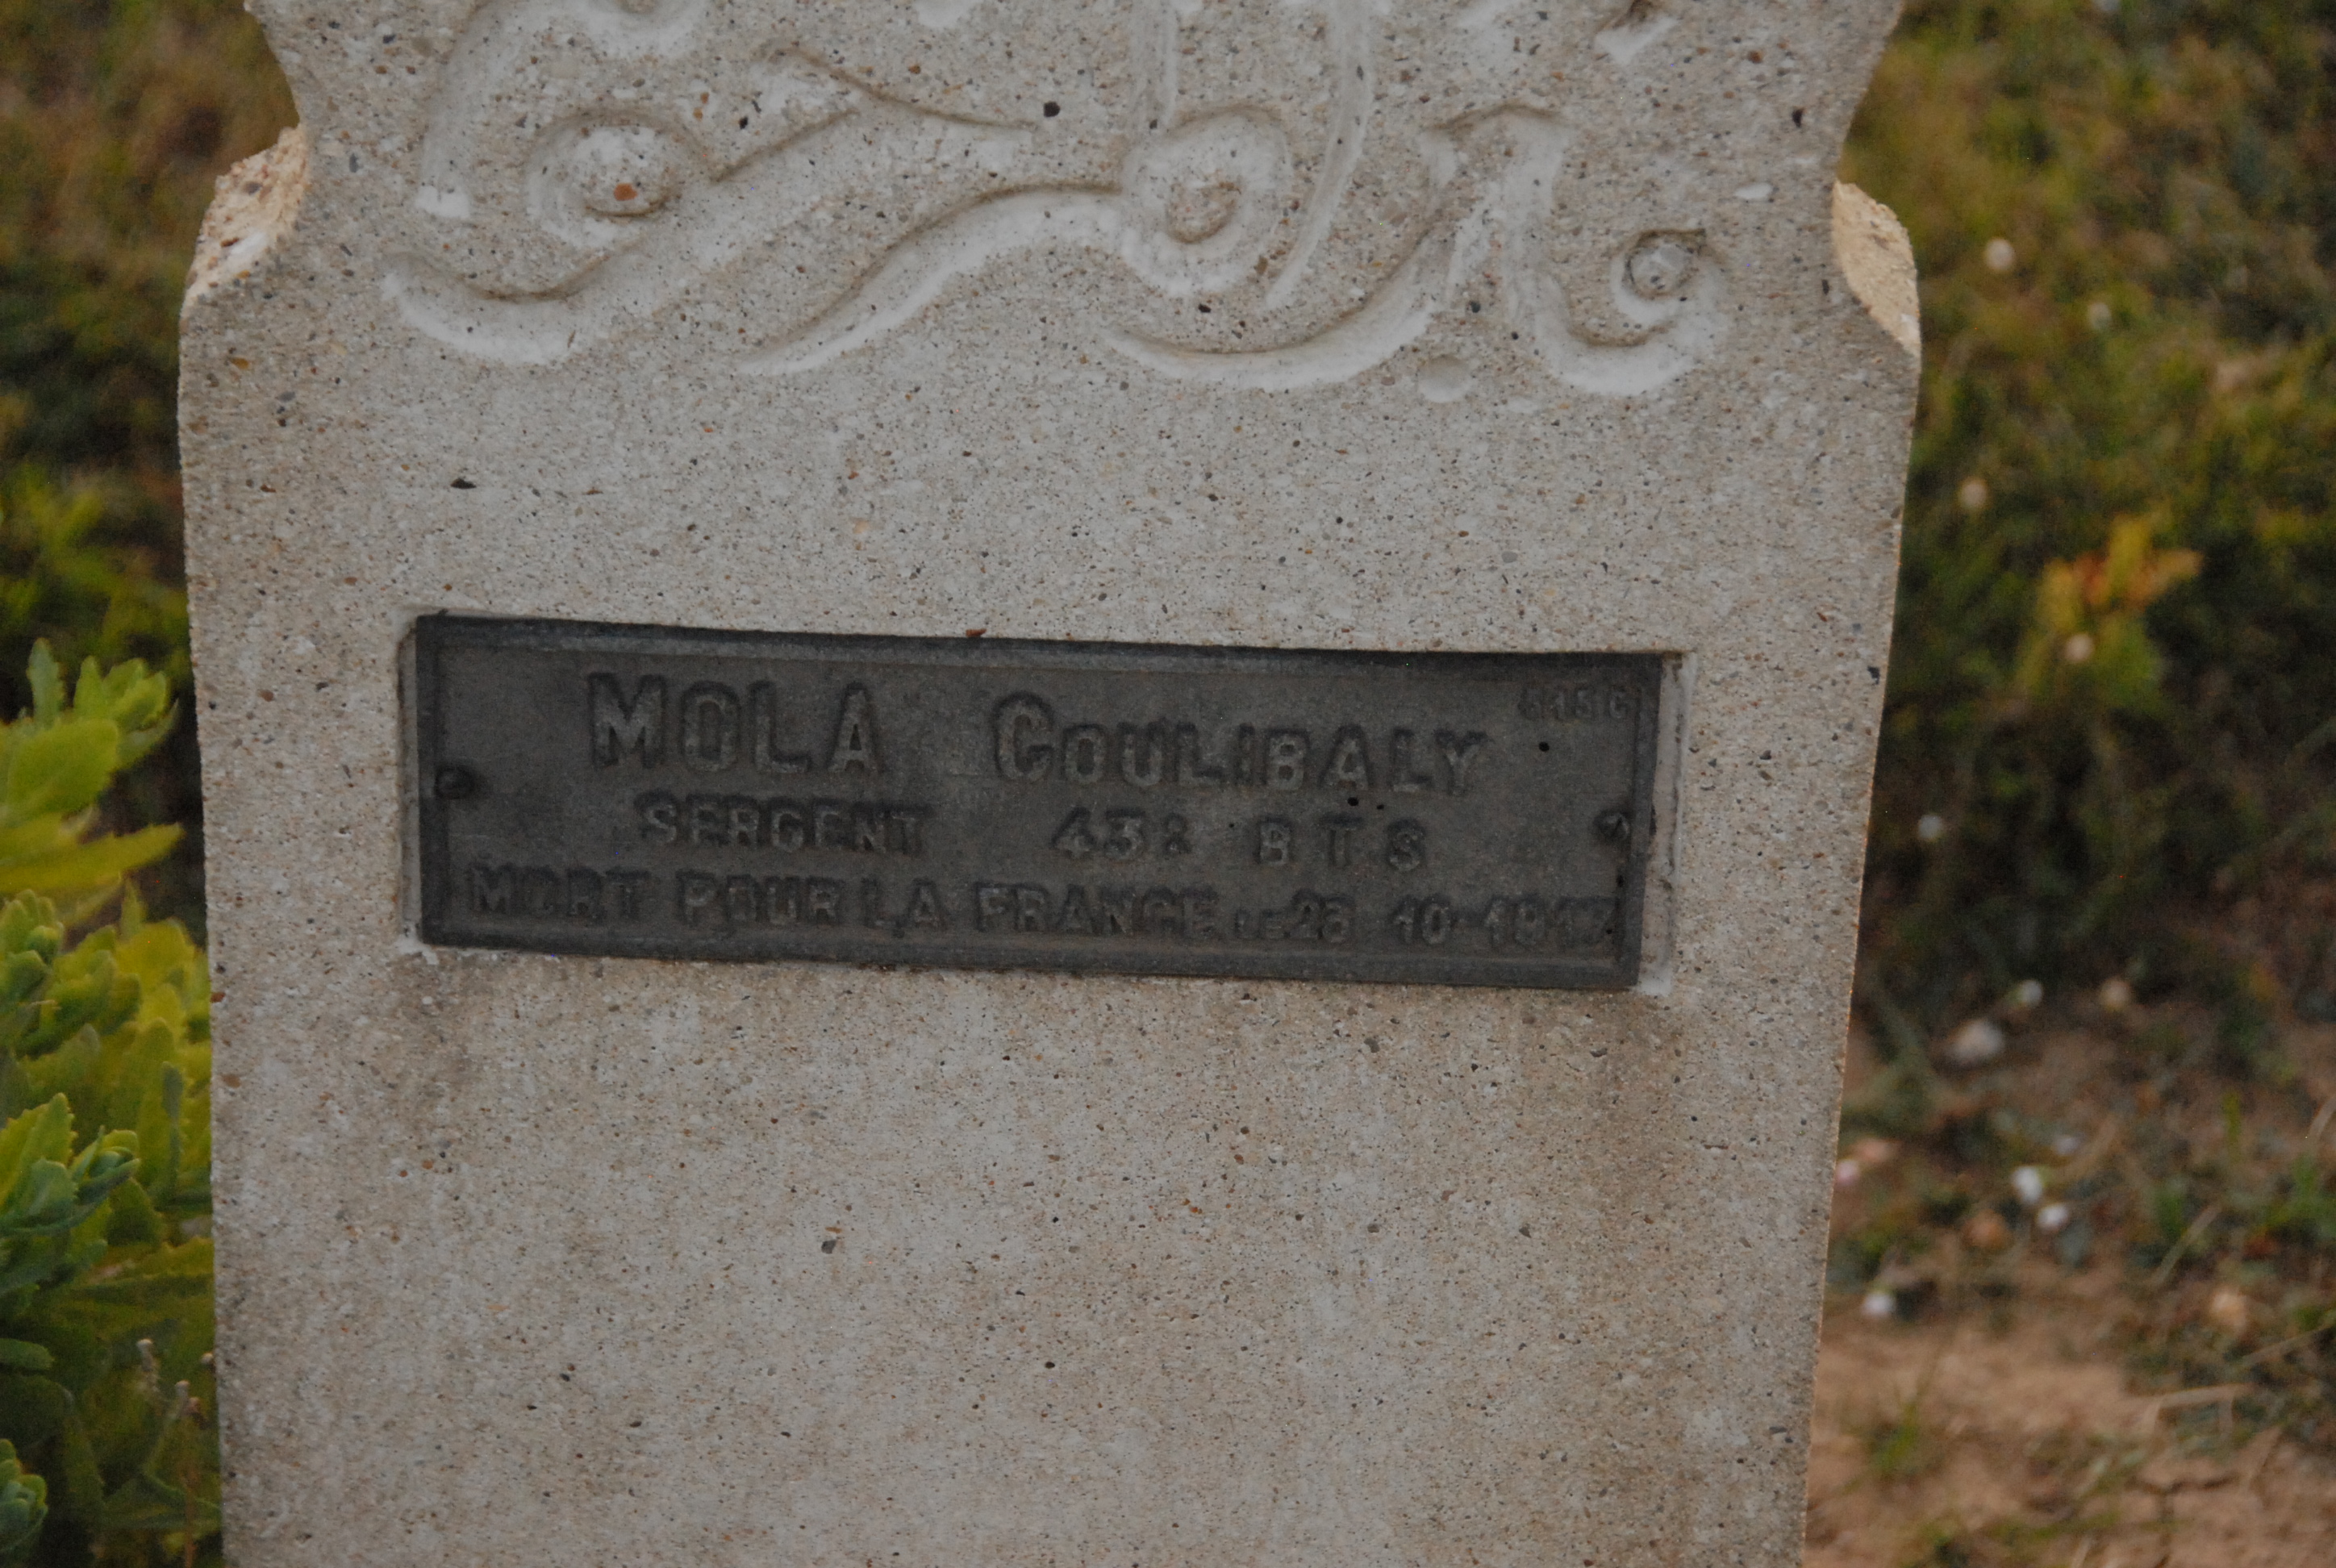 MOLA COULIBALY
SERGENT 43e BTS
MORT POUR LA FRANCE LE 23-10-1917